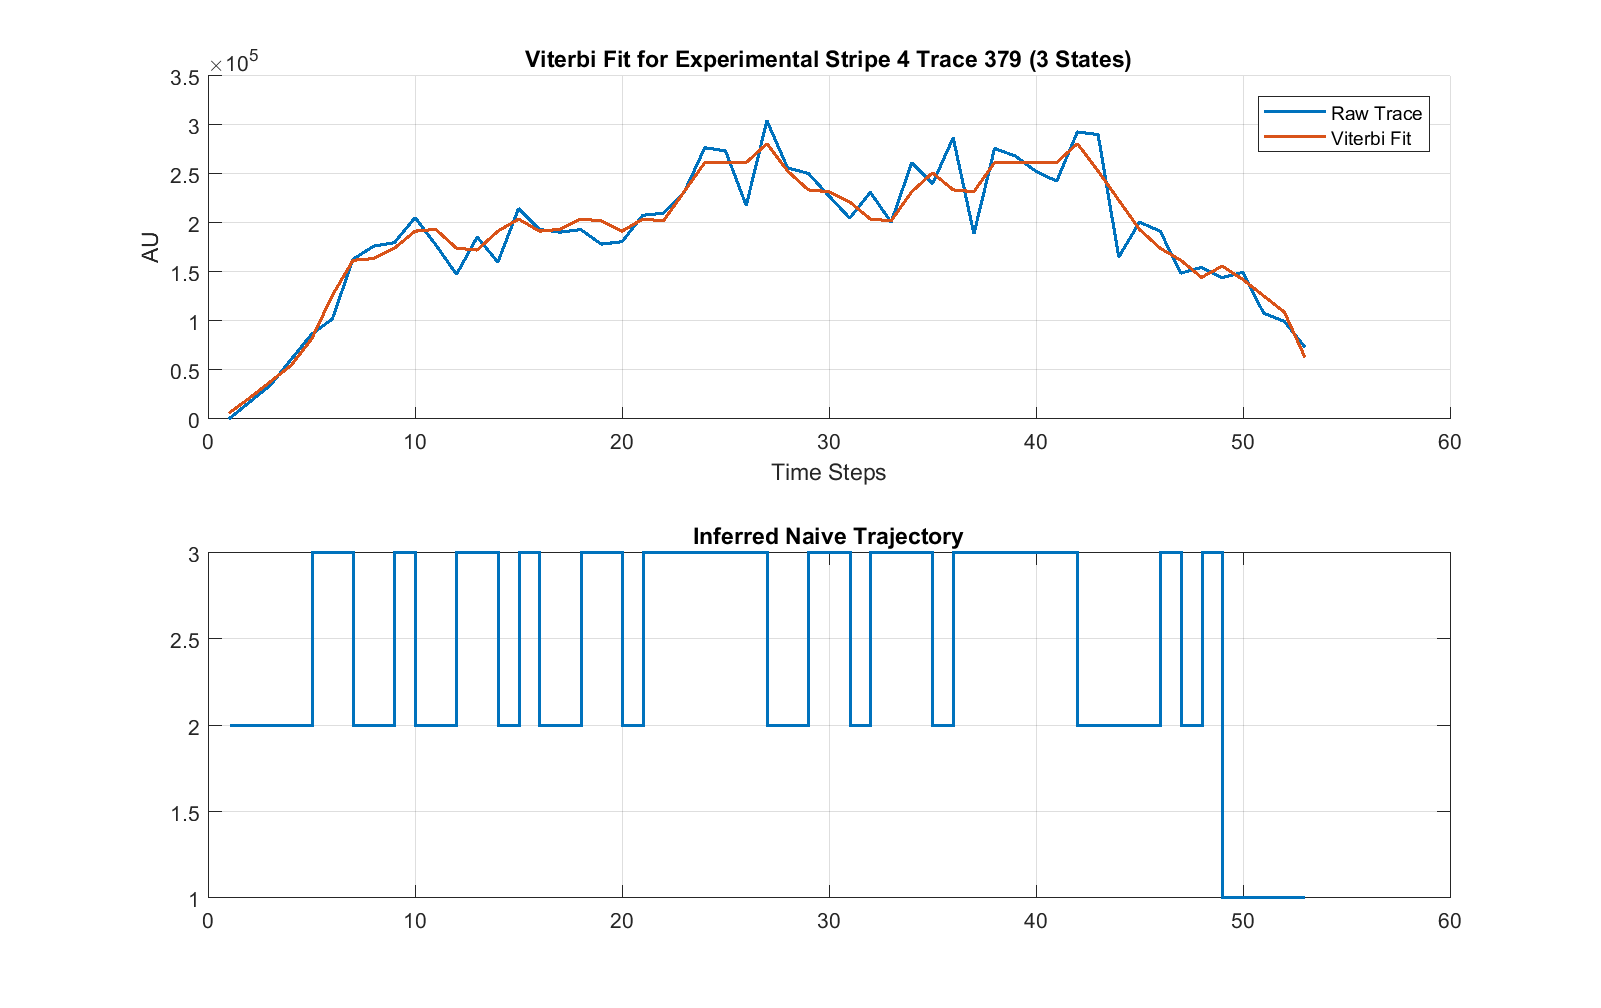 Viterbi Fit for Experimental Stripe 4 Trace 379 (3 States)
×10⁵
3.5
3
2.5
2
1.5
1
0.5
0
AU
Raw Trace
Viterbi Fit
0 10 20 30 40 50 60
Time Steps
Inferred Naive Trajectory
3
2.5
2
1.5
1
0 10 20 30 40 50 60